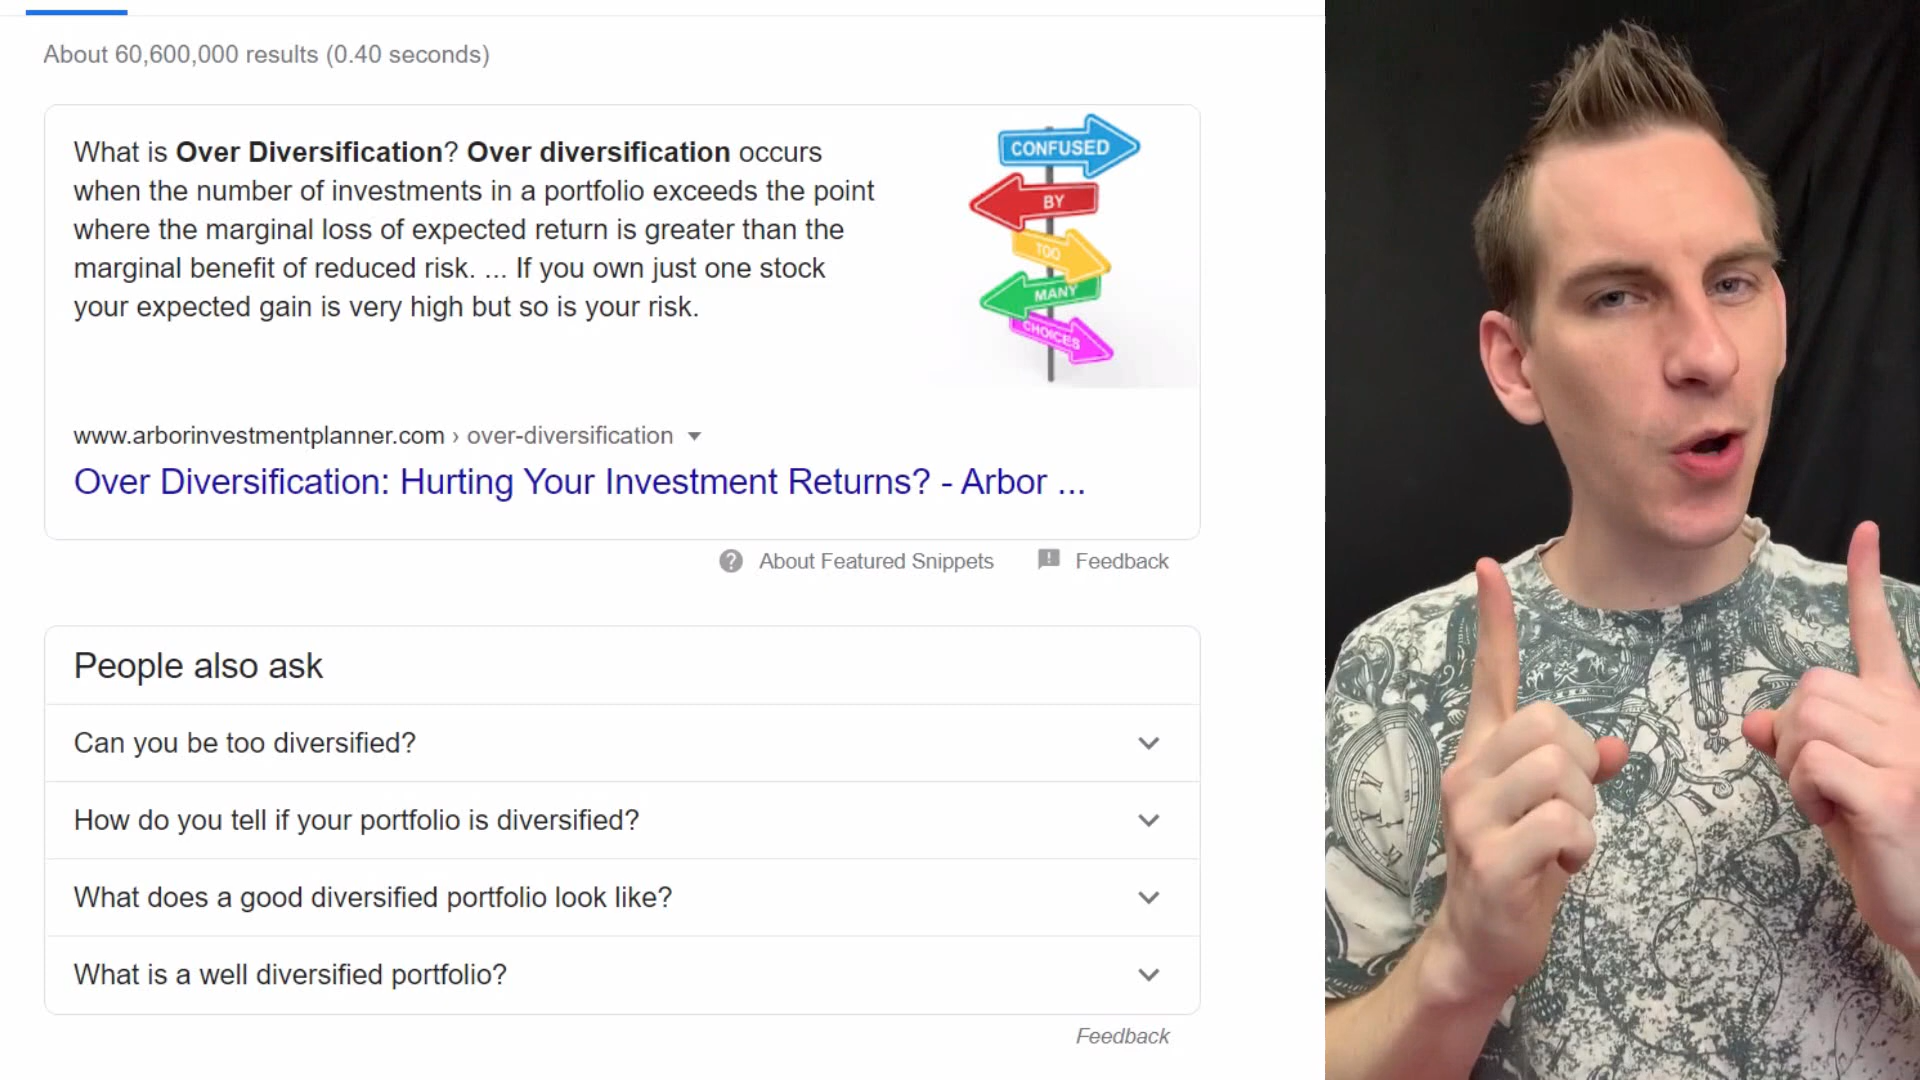 About 60,600,000 results (0.40 seconds)
What is Over Diversification? Over diversification occurs
when the number of investments in a portfolio exceeds the point
where the marginal loss of expected return is greater than the
marginal benefit of reduced risk. ... If you own just one stock
your expected gain is very high but so is your risk.
CONFUSED
BY
TOO
MANY
CHOICES
www.arborinvestmentplanner.com › over-diversification
Over Diversification: Hurting Your Investment Returns? - Arbor ...
About Featured Snippets
Feedback
People also ask
Can you be too diversified?
How do you tell if your portfolio is diversified?
What does a good diversified portfolio look like?
What is a well diversified portfolio?
Feedback